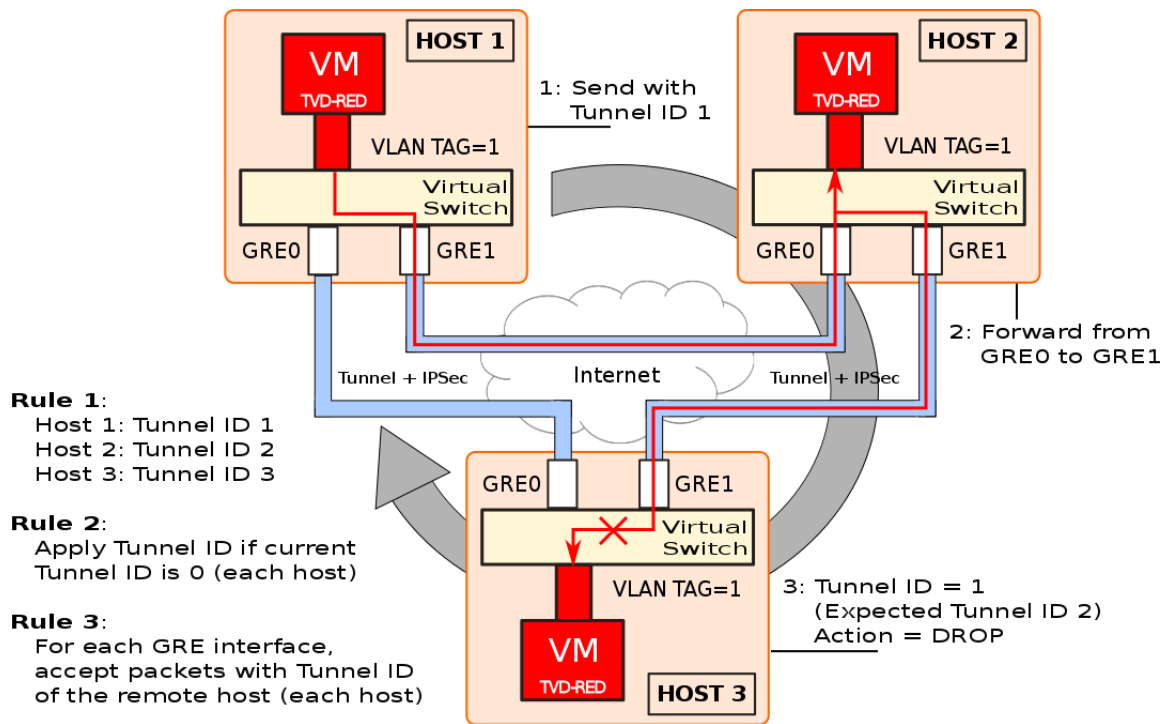 HOST 1
VM
TVD-RED
VLAN TAG=1
Virtual
Switch
GRE0
GRE1
1: Send with
Tunnel ID 1
HOST 2
VM
TVD-RED
VLAN TAG=1
Virtual
Switch
GRE0
GRE1
2: Forward from
GRE0 to GRE1
Tunnel + IPSec
Internet
Tunnel + IPSec
Rule 1:
Host 1: Tunnel ID 1
Host 2: Tunnel ID 2
Host 3: Tunnel ID 3
Rule 2:
Apply Tunnel ID if current
Tunnel ID is 0 (each host)
Rule 3:
For each GRE interface,
accept packets with Tunnel ID
of the remote host (each host)
GRE0
GRE1
Virtual
Switch
VLAN TAG=1
VM
TVD-RED
HOST 3
3: Tunnel ID = 1
(Expected Tunnel ID 2)
Action = DROP